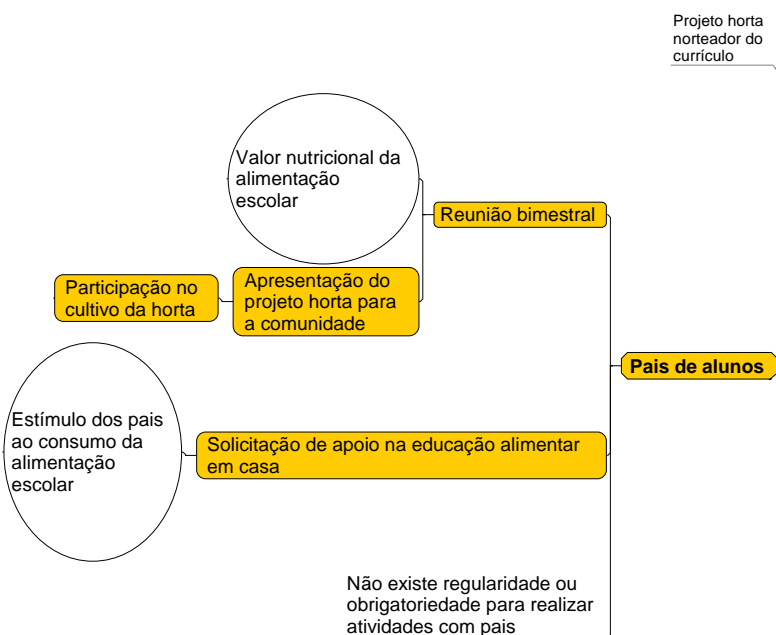 Projeto horta
norteador do
currículo
Valor nutricional da
alimentação
escolar
Reunião bimestral
Participação no
cultivo da horta
Apresentação do
projeto horta para
a comunidade
Pais de alunos
Estímulo dos pais
ao consumo da
alimentação
escolar
Solicitação de apoio na educação alimentar
em casa
Não existe regularidade ou
obrigatoriedade para realizar
atividades com pais